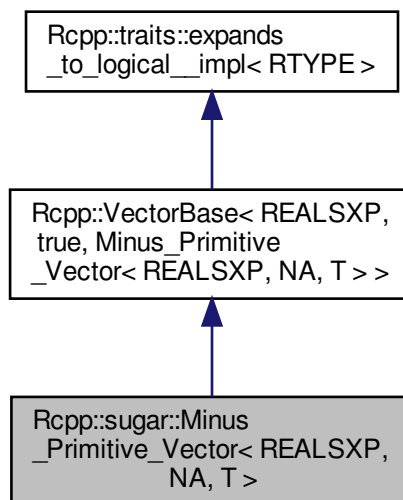 Rcpp::traits::expands
_to_logical__impl< RTYPE >
Rcpp::VectorBase< REALSXP,
true, Minus_Primitive
_Vector< REALSXP, NA, T > >
Rcpp::sugar::Minus
_Primitive_Vector< REALSXP,
NA, T >